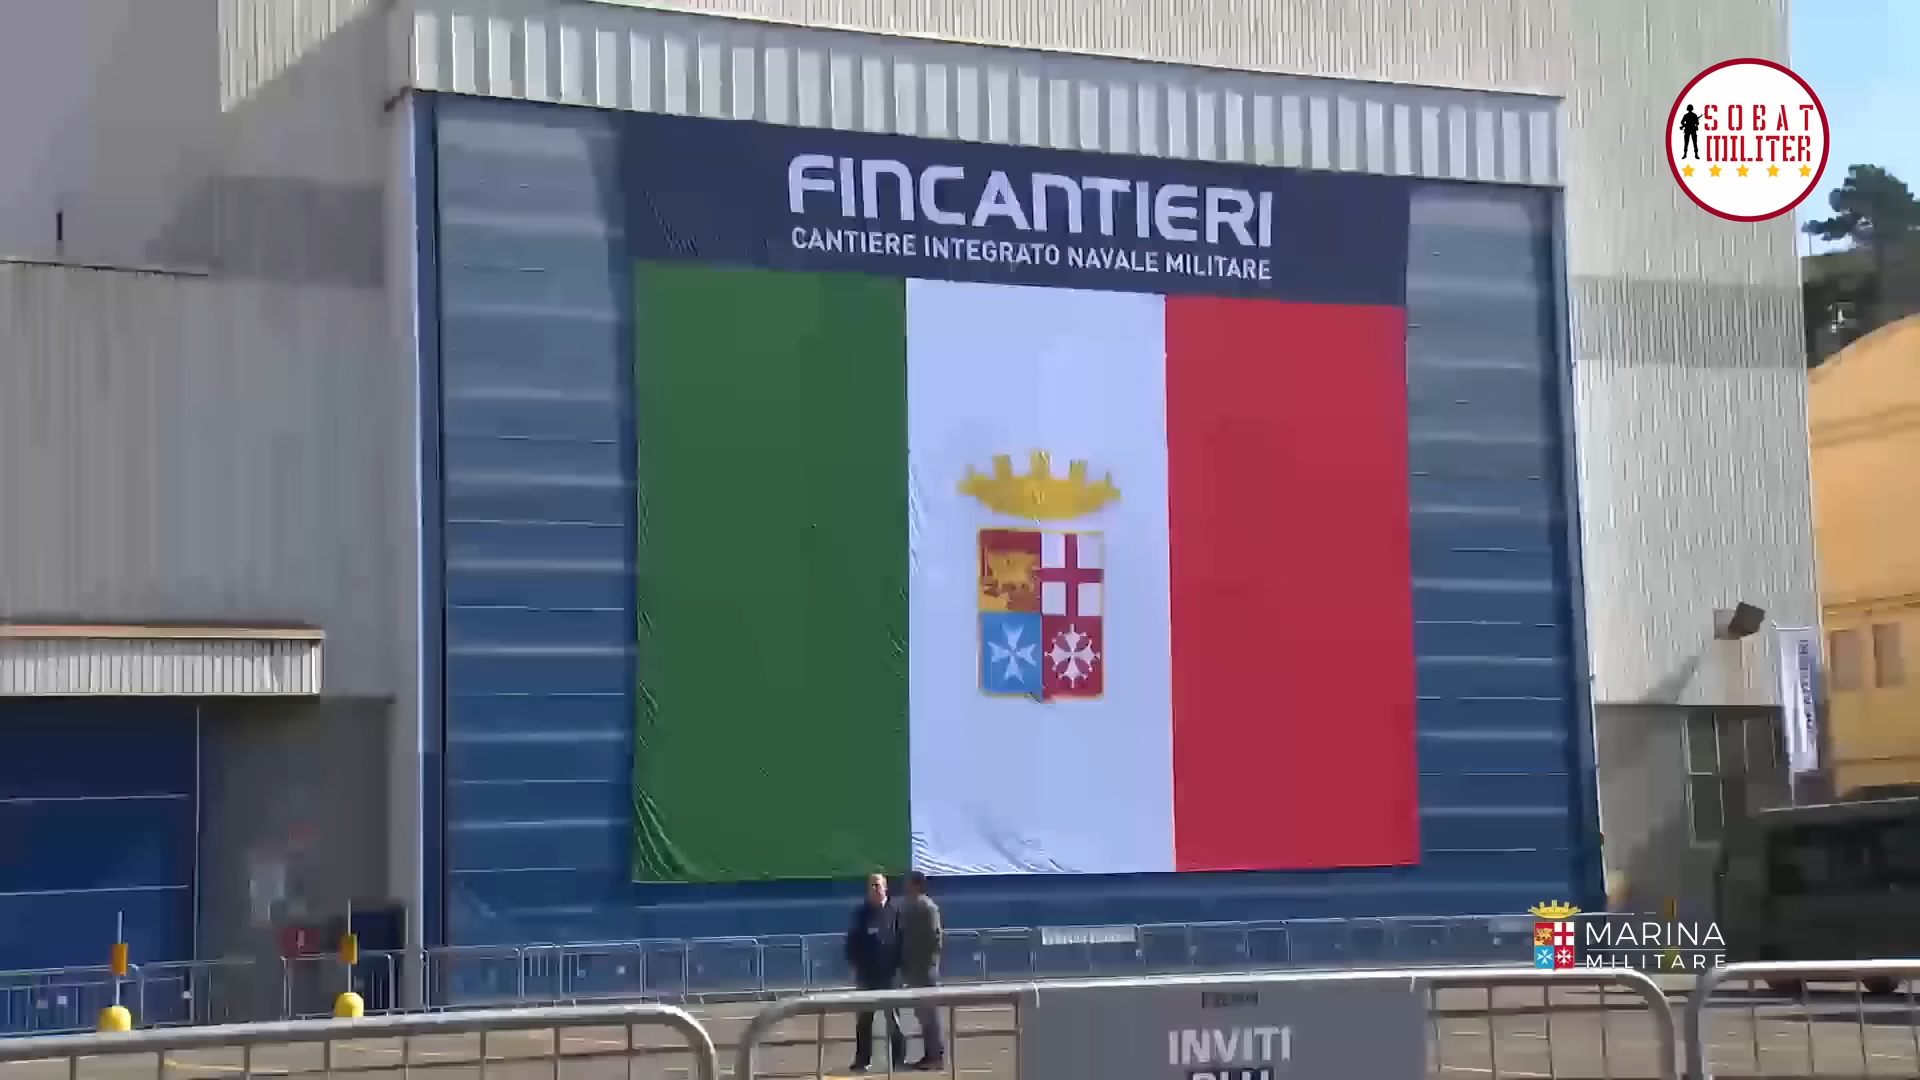 SOBAT
MILITER
FINCANTIERI
CANTIERE INTEGRATO NAVALE MILITARE
MARINA
MILITARE
INVITI